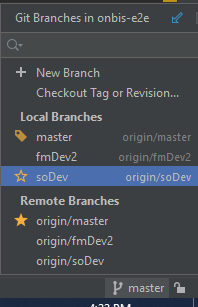 Git Branches in onbis-e2e
New Branch
Checkout Tag or Revision...
Local Branches
master origin/master
fmDev2 origin/fmDev2
soDev origin/soDev
Remote Branches
origin/master
origin/fmDev2
origin/soDev
master